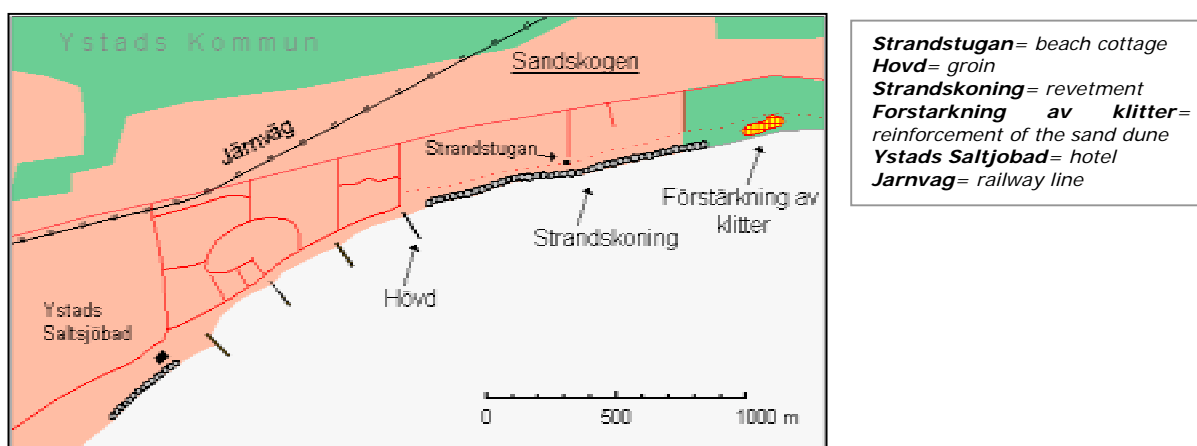 Ystads Kommun
Sandskogen
Järnväg
Strandstugan
Förstärkning av
klitter
Strandskoning
Hövd
Ystads
Saltsjöbad
0 500 1000 m
Strandstugan= beach cottage
Hovd= groin
Strandskoning= revetment
Forstarkning av klitter=
reinforcement of the sand dune
Ystads Saltjobad= hotel
Jarnvag= railway line